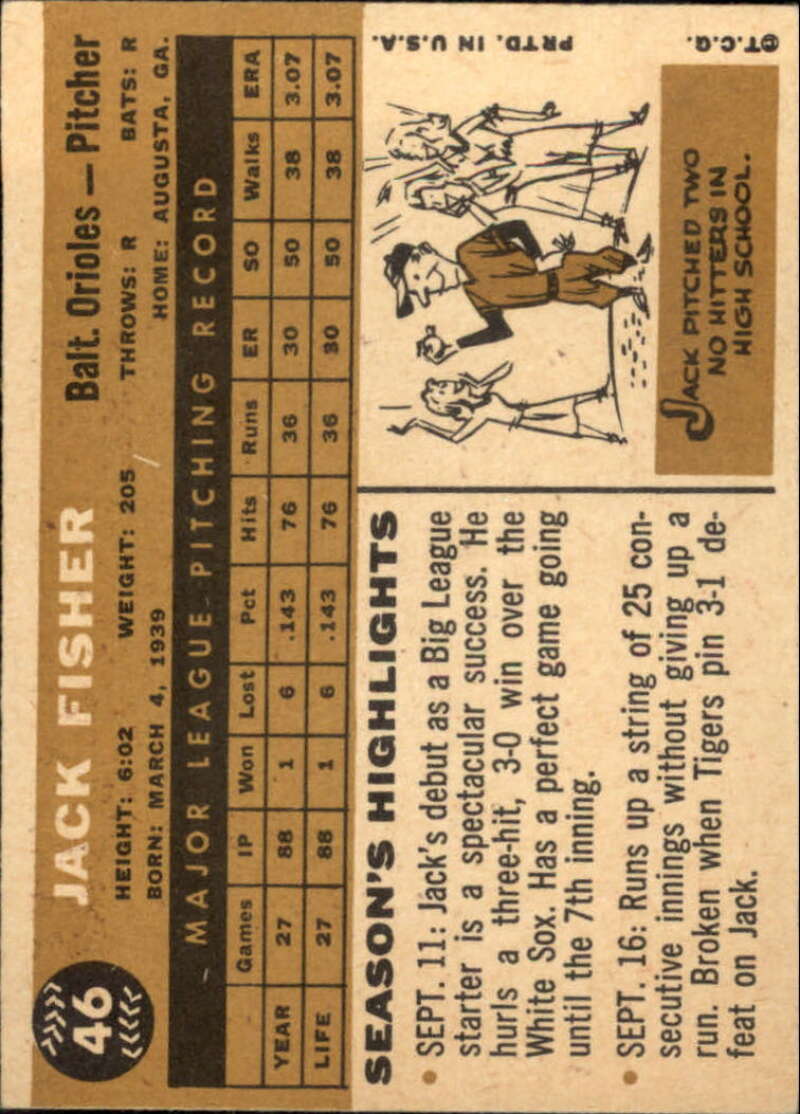 46
JACK FISHER
Balt. Orioles — Pitcher
HEIGHT: 6:02 WEIGHT: 205 THROWS: R BATS: R
BORN: MARCH 4, 1939 HOME: AUGUSTA, GA.
MAJOR LEAGUE PITCHING RECORD
Games IP Won Lost Pct Hits Runs ER SO Walks ERA
YEAR 27 88 1 6 .143 76 36 30 50 38 3.07
LIFE 27 88 1 6 .143 76 36 30 50 38 3.07
SEASON'S HIGHLIGHTS
• SEPT. 11: Jack's debut as a Big League
starter is a spectacular success. He
hurls a three-hit, 3-0 win over the
White Sox. Has a perfect game going
until the 7th inning.
• SEPT. 16: Runs up a string of 25 con-
secutive innings without giving up a
run. Broken when Tigers pin 3-1 de-
feat on Jack.
JACK PITCHED TWO
NO HITTERS IN
HIGH SCHOOL.
©T.C.G. PRTD. IN U.S.A.